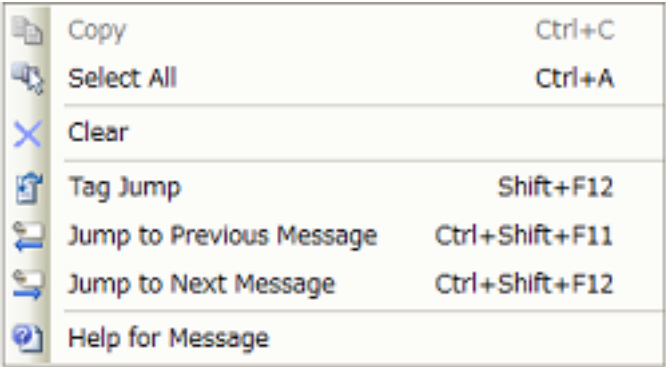 Copy Ctrl+C
Select All Ctrl+A
Clear
Tag Jump Shift+F12
Jump to Previous Message Ctrl+Shift+F11
Jump to Next Message Ctrl+Shift+F12
Help for Message